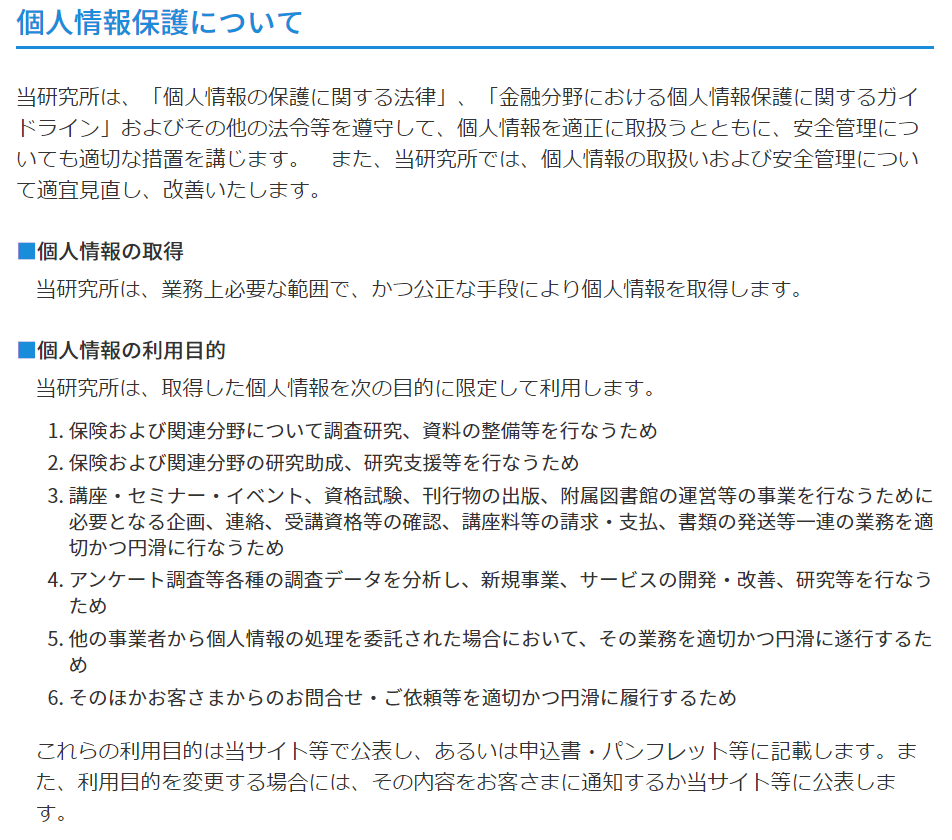 個人情報保護について
当研究所は、「個人情報の保護に関する法律」、「金融分野における個人情報保護に関するガイ
ドライン」およびその他の法令等を遵守して、個人情報を適正に取扱うとともに、安全管理につ
いても適切な措置を講じます。　また、当研究所では、個人情報の取扱いおよび安全管理につい
て適宜見直し、改善いたします。
■個人情報の取得
当研究所は、業務上必要な範囲で、かつ公正な手段により個人情報を取得します。
■個人情報の利用目的
当研究所は、取得した個人情報を次の目的に限定して利用します。
1. 保険および関連分野について調査研究、資料の整備等を行なうため
2. 保険および関連分野の研究助成、研究支援等を行なうため
3. 講座・セミナー・イベント、資格試験、刊行物の出版、附属図書館の運営等の事業を行なうために
必要となる企画、連絡、受講資格等の確認、講座料等の請求・支払、書類の発送等一連の業務を適
切かつ円滑に行なうため
4. アンケート調査等各種の調査データを分析し、新規事業、サービスの開発・改善、研究等を行なう
ため
5. 他の事業者から個人情報の処理を委託された場合において、その業務を適切かつ円滑に遂行するた
め
6. そのほかお客さまからのお問合せ・ご依頼等を適切かつ円滑に履行するため
これらの利用目的は当サイト等で公表し、あるいは申込書・パンフレット等に記載します。ま
た、利用目的を変更する場合には、その内容をお客さまに通知するか当サイト等に公表しま
す。